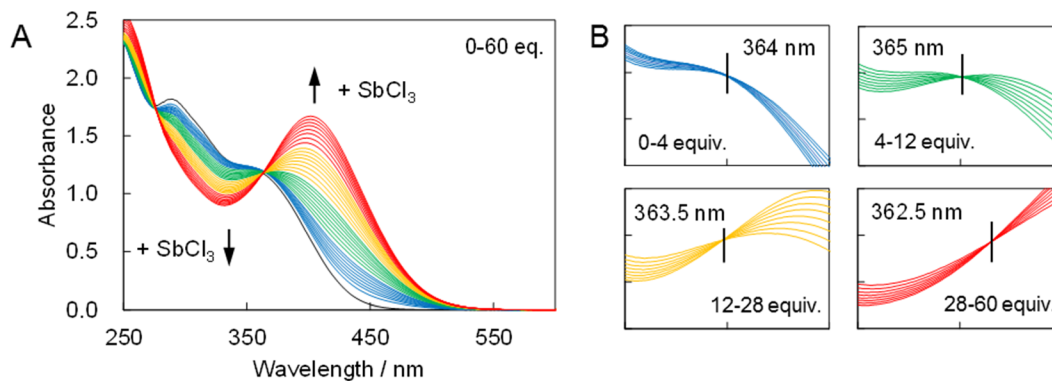 A
2.5
2.0
1.5
1.0
0.5
0.0
Absorbance
0-60 eq.
+ SbCl₃
+ SbCl₃
250
350
450
550
Wavelength / nm
B
364 nm
0-4 equiv.
365 nm
4-12 equiv.
363.5 nm
12-28 equiv.
362.5 nm
28-60 equiv.